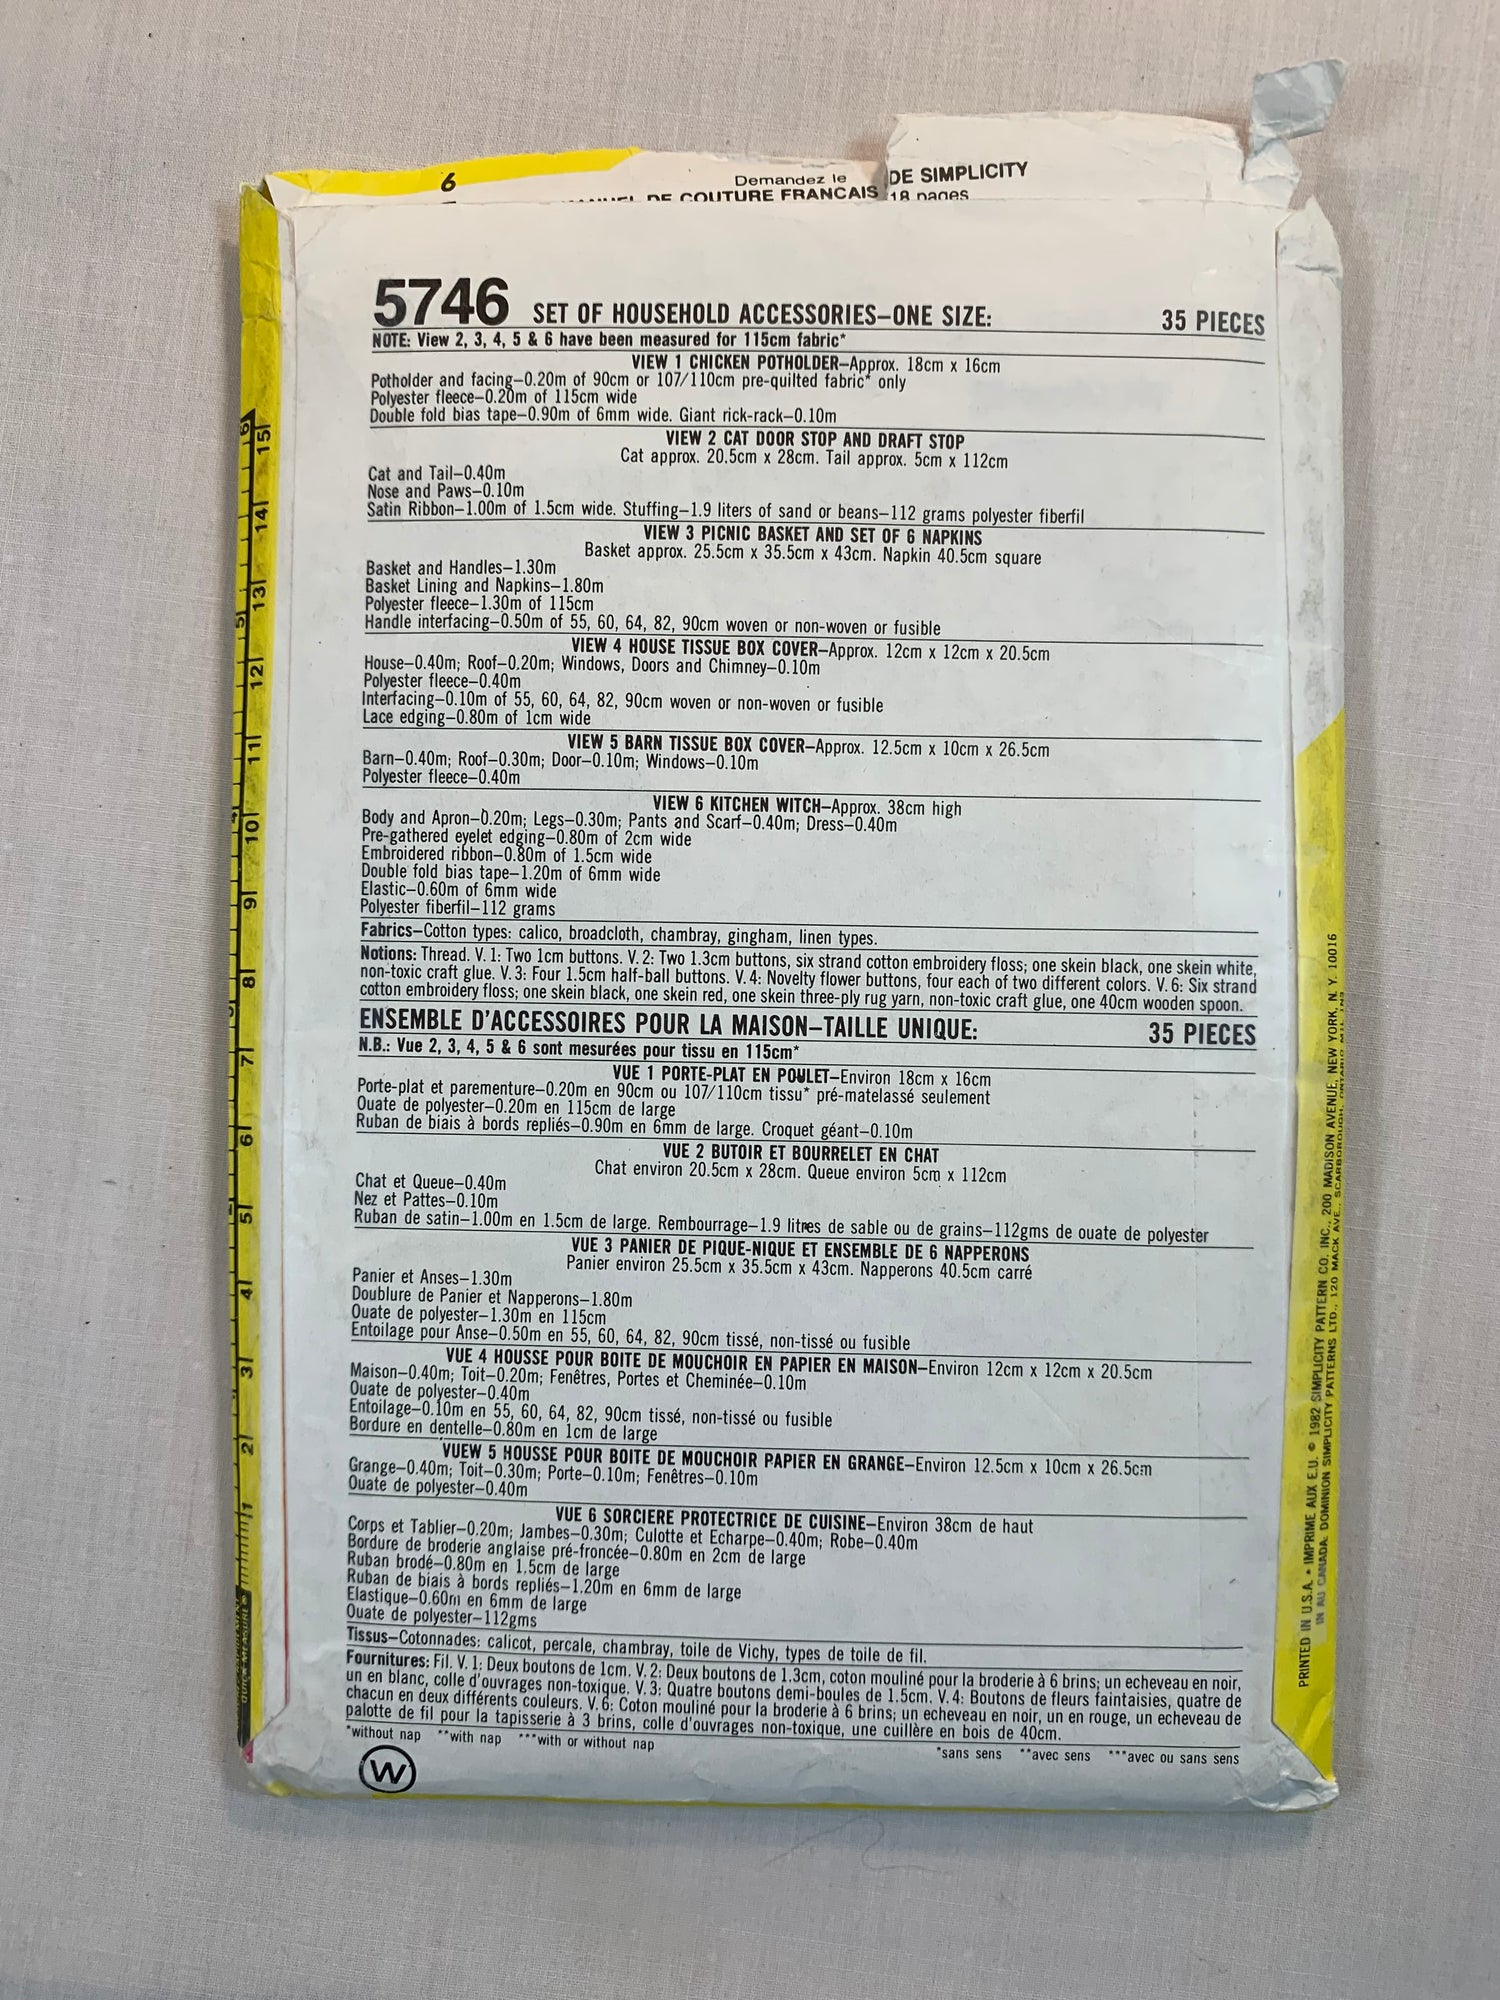 6
Demandez le
DE COUTURE FRANCAIS
DE SIMPLICITY
18 pages
5746 SET OF HOUSEHOLD ACCESSORIES–ONE SIZE: 35 PIECES
NOTE: View 2, 3, 4, 5 & 6 have been measured for 115cm fabric*
VIEW 1 CHICKEN POTHOLDER–Approx. 18cm x 16cm
Potholder and facing–0.20m of 90cm or 107/110cm pre-quilted fabric* only
Polyester fleece–0.20m of 115cm wide
Double fold bias tape–0.90m of 6mm wide. Giant rick-rack–0.10m
VIEW 2 CAT DOOR STOP AND DRAFT STOP
Cat approx. 20.5cm x 28cm. Tail approx. 5cm x 112cm
Cat and Tail–0.40m
Nose and Paws–0.10m
Satin Ribbon–1.00m of 1.5cm wide. Stuffing–1.9 liters of sand or beans–112 grams polyester fiberfil
VIEW 3 PICNIC BASKET AND SET OF 6 NAPKINS
Basket approx. 25.5cm x 35.5cm x 43cm. Napkin 40.5cm square
Basket and Handles–1.30m
Basket Lining and Napkins–1.80m
Polyester fleece–1.30m of 115cm
Handle interfacing–0.50m of 55, 60, 64, 82, 90cm woven or non-woven or fusible
VIEW 4 HOUSE TISSUE BOX COVER–Approx. 12cm x 12cm x 20.5cm
House–0.40m; Roof–0.20m; Windows, Doors and Chimney–0.10m
Polyester fleece–0.40m
Interfacing–0.10m of 55, 60, 64, 82, 90cm woven or non-woven or fusible
Lace edging–0.80m of 1cm wide
VIEW 5 BARN TISSUE BOX COVER–Approx. 12.5cm x 10cm x 26.5cm
Barn–0.40m; Roof–0.30m; Door–0.10m; Windows–0.10m
Polyester fleece–0.40m
VIEW 6 KITCHEN WITCH–Approx. 38cm high
Body and Apron–0.20m; Legs–0.30m; Pants and Scarf–0.40m; Dress–0.40m
Pre-gathered eyelet edging–0.80m of 2cm wide
Embroidered ribbon–0.80m of 1.5cm wide
Double fold bias tape–1.20m of 6mm wide
Elastic–0.60m of 6mm wide
Polyester fiberfil–112 grams
Fabrics–Cotton types: calico, broadcloth, chambray, gingham, linen types.
Notions: Thread. V. 1: Two 1cm buttons. V. 2: Two 1.3cm buttons, six strand cotton embroidery floss; one skein black, one skein white,
non-toxic craft glue. V. 3: Four 1.5cm half-ball buttons. V. 4: Novelty flower buttons, four each of two different colors. V. 6: Six strand
cotton embroidery floss; one skein black, one skein red, one skein three-ply rug yarn, non-toxic craft glue, one 40cm wooden spoon.
ENSEMBLE D'ACCESSOIRES POUR LA MAISON–TAILLE UNIQUE: 35 PIECES
N.B.: Vue 2, 3, 4, 5 & 6 sont mesurées pour tissu en 115cm*
VUE 1 PORTE-PLAT EN POULET–Environ 18cm x 16cm
Porte-plat et parementure–0.20m en 90cm ou 107/110cm tissu* pré-matelassé seulement
Ouate de polyester–0.20m en 115cm de large
Ruban de biais à bords repliés–0.90m en 6mm de large. Croquet géant–0.10m
VUE 2 BUTOIR ET BOURRELET EN CHAT
Chat environ 20.5cm x 28cm. Queue environ 5cm x 112cm
Chat et Queue–0.40m
Nez et Pattes–0.10m
Ruban de satin–1.00m en 1.5cm de large. Rembourrage–1.9 litres de sable ou de grains–112gms de ouate de polyester
VUE 3 PANIER DE PIQUE-NIQUE ET ENSEMBLE DE 6 NAPPERONS
Panier environ 25.5cm x 35.5cm x 43cm. Napperons 40.5cm carré
Panier et Anses–1.30m
Doublure de Panier et Napperons–1.80m
Ouate de polyester–1.30m en 115cm
Entoilage pour Anse–0.50m en 55, 60, 64, 82, 90cm tissé, non-tissé ou fusible
VUE 4 HOUSSE POUR BOITE DE MOUCHOIR EN PAPIER EN MAISON–Environ 12cm x 12cm x 20.5cm
Maison–0.40m; Toit–0.20m; Fenêtres, Portes et Cheminée–0.10m
Ouate de polyester–0.40m
Entoilage–0.10m en 55, 60, 64, 82, 90cm tissé, non-tissé ou fusible
Bordure en dentelle–0.80m en 1cm de large
VUEW 5 HOUSSE POUR BOITE DE MOUCHOIR PAPIER EN GRANGE–Environ 12.5cm x 10cm x 26.5cm
Grange–0.40m; Toit–0.30m; Porte–0.10m; Fenêtres–0.10m
Ouate de polyester–0.40m
VUE 6 SORCIERE PROTECTRICE DE CUISINE–Environ 38cm de haut
Corps et Tablier–0.20m; Jambes–0.30m; Culotte et Echarpe–0.40m; Robe–0.40m
Bordure de broderie anglaise pré-froncée–0.80m en 2cm de large
Ruban brodé–0.80m en 1.5cm de large
Ruban de biais à bords repliés–1.20m en 6mm de large
Elastique–0.60m en 6mm de large
Ouate de polyester–112gms
Tissus–Cotonnades: calicot, percale, chambray, toile de Vichy, types de toile de fil.
Fournitures: Fil. V. 1: Deux boutons de 1cm. V. 2: Deux boutons de 1.3cm, coton mouliné pour la broderie à 6 brins; un echeveau en noir,
un en blanc, colle d'ouvrages non-toxique. V. 3: Quatre boutons demi-boules de 1.5cm. V. 4: Boutons de fleurs faintaisies, quatre de
chacun en deux différents couleurs. V. 6: Coton mouliné pour la broderie à 6 brins; un echeveau en noir, un en rouge, un echeveau de
palotte de fil pour la tapisserie à 3 brins, colle d'ouvrages non-toxique, une cuillère en bois de 40cm.
*without nap **with nap ***with or without nap
*sans sens **avec sens ***avec ou sans sens
W
PRINTED IN U.S.A. • IMPRIME AUX E.U. © 1982 SIMPLICITY PATTERN CO. INC., 200 MADISON AVENUE, NEW YORK, N. Y. 10016
IN AU CANADA, DOMINION SIMPLICITY PATTERNS LTD., 120 MACK AVE., SCARBOROUGH, ONTARIO
6 15 14 13 5 12 11 4 10 9 8 7 6 5 4 3 2 1